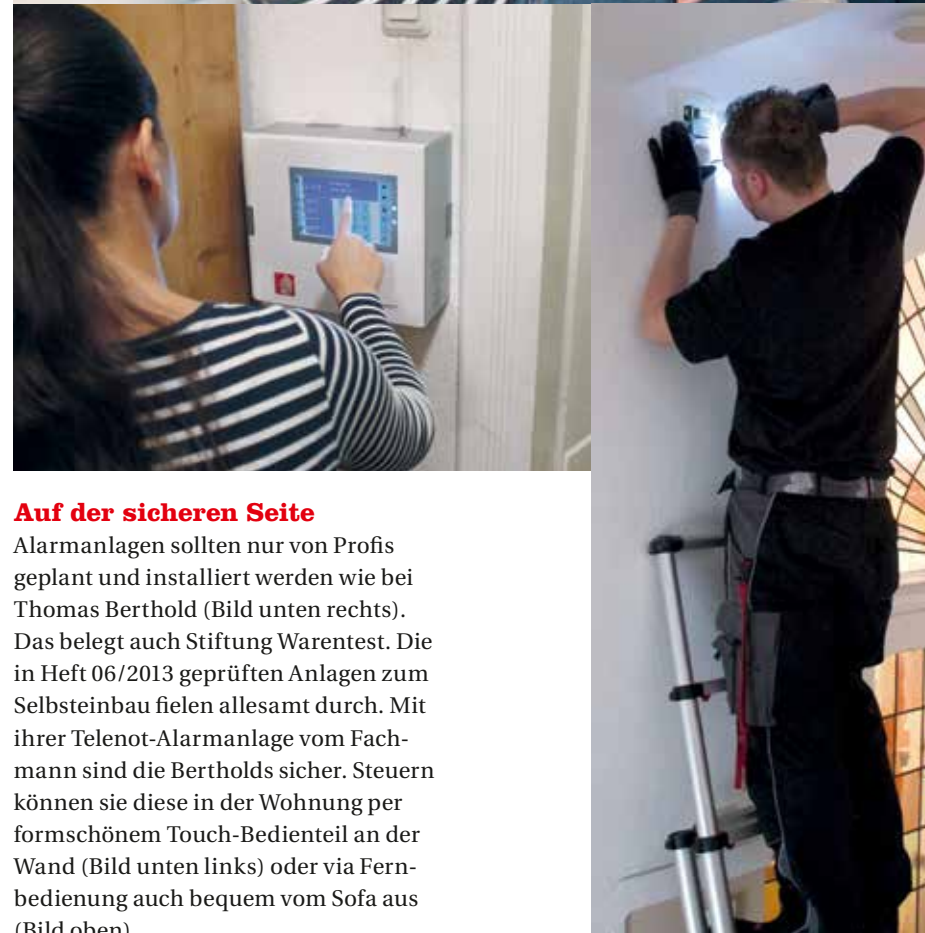 Auf der sicheren Seite
Alarmanlagen sollten nur von Profis
geplant und installiert werden wie bei
Thomas Berthold (Bild unten rechts).
Das belegt auch Stiftung Warentest. Die
in Heft 06/2013 geprüften Anlagen zum
Selbsteinbau fielen allesamt durch. Mit
ihrer Telenot-Alarmanlage vom Fach-
mann sind die Bertholds sicher. Steuern
können sie diese in der Wohnung per
formschönem Touch-Bedienteil an der
Wand (Bild unten links) oder via Fern-
bedienung auch bequem vom Sofa aus
(Bild oben)